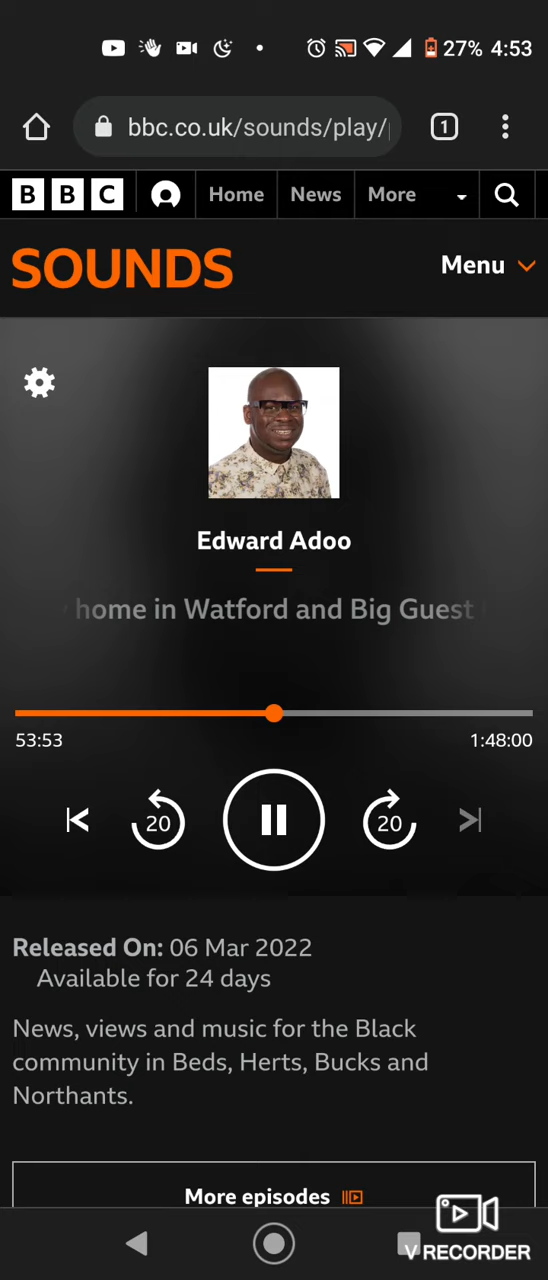 27% 4:53
bbc.co.uk/sounds/play/
1
BBC Home News More
SOUNDS
Menu
Edward Adoo
home in Watford and Big Guest
53:53
1:48:00
20
20
Released On: 06 Mar 2022
Available for 24 days
News, views and music for the Black
community in Beds, Herts, Bucks and
Northants.
More episodes
V RECORDER